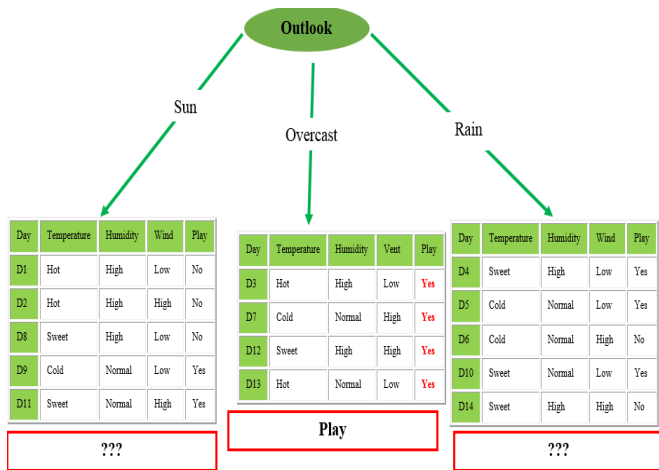 Outlook
Sun
Overcast
Rain
Day Temperature Humidity Wind Play
D1 Hot High Low No
D2 Hot High High No
D8 Sweet High Low No
D9 Cold Normal Low Yes
D11 Sweet Normal High Yes
???
Day Temperature Humidity Vent Play
D3 Hot High Low Yes
D7 Cold Normal High Yes
D12 Sweet High High Yes
D13 Hot Normal Low Yes
Play
Day Temperature Humidity Wind Play
D4 Sweet High Low Yes
D5 Cold Normal Low Yes
D6 Cold Normal High No
D10 Sweet Normal Low Yes
D14 Sweet High High No
???